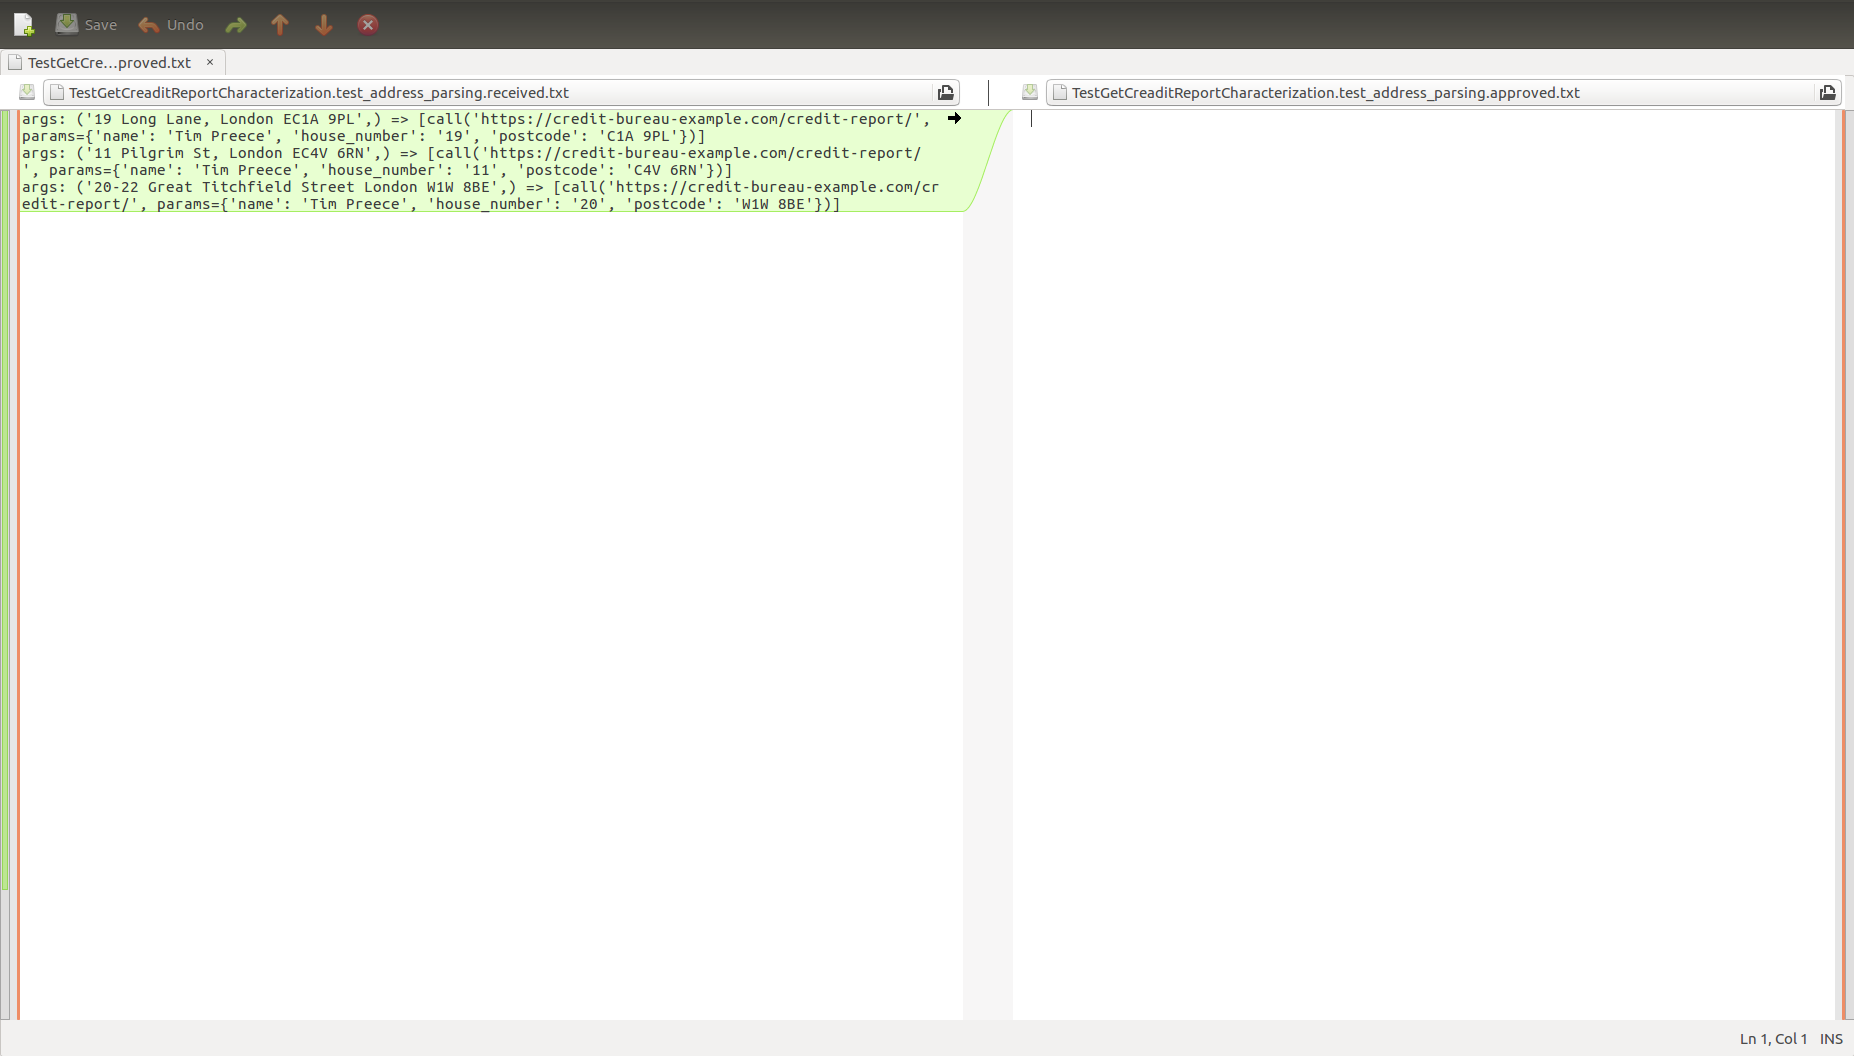 Save Undo
TestGetCre...proved.txt ×
TestGetCreaditReportCharacterization.test_address_parsing.received.txt
TestGetCreaditReportCharacterization.test_address_parsing.approved.txt
args: ('19 Long Lane, London EC1A 9PL',) => [call('https://credit-bureau-example.com/credit-report/',
params={'name': 'Tim Preece', 'house_number': '19', 'postcode': 'C1A 9PL'})]
args: ('11 Pilgrim St, London EC4V 6RN',) => [call('https://credit-bureau-example.com/credit-report/
', params={'name': 'Tim Preece', 'house_number': '11', 'postcode': 'C4V 6RN'})]
args: ('20-22 Great Titchfield Street London W1W 8BE',) => [call('https://credit-bureau-example.com/cr
edit-report/', params={'name': 'Tim Preece', 'house_number': '20', 'postcode': 'W1W 8BE'})]
Ln 1, Col 1 INS